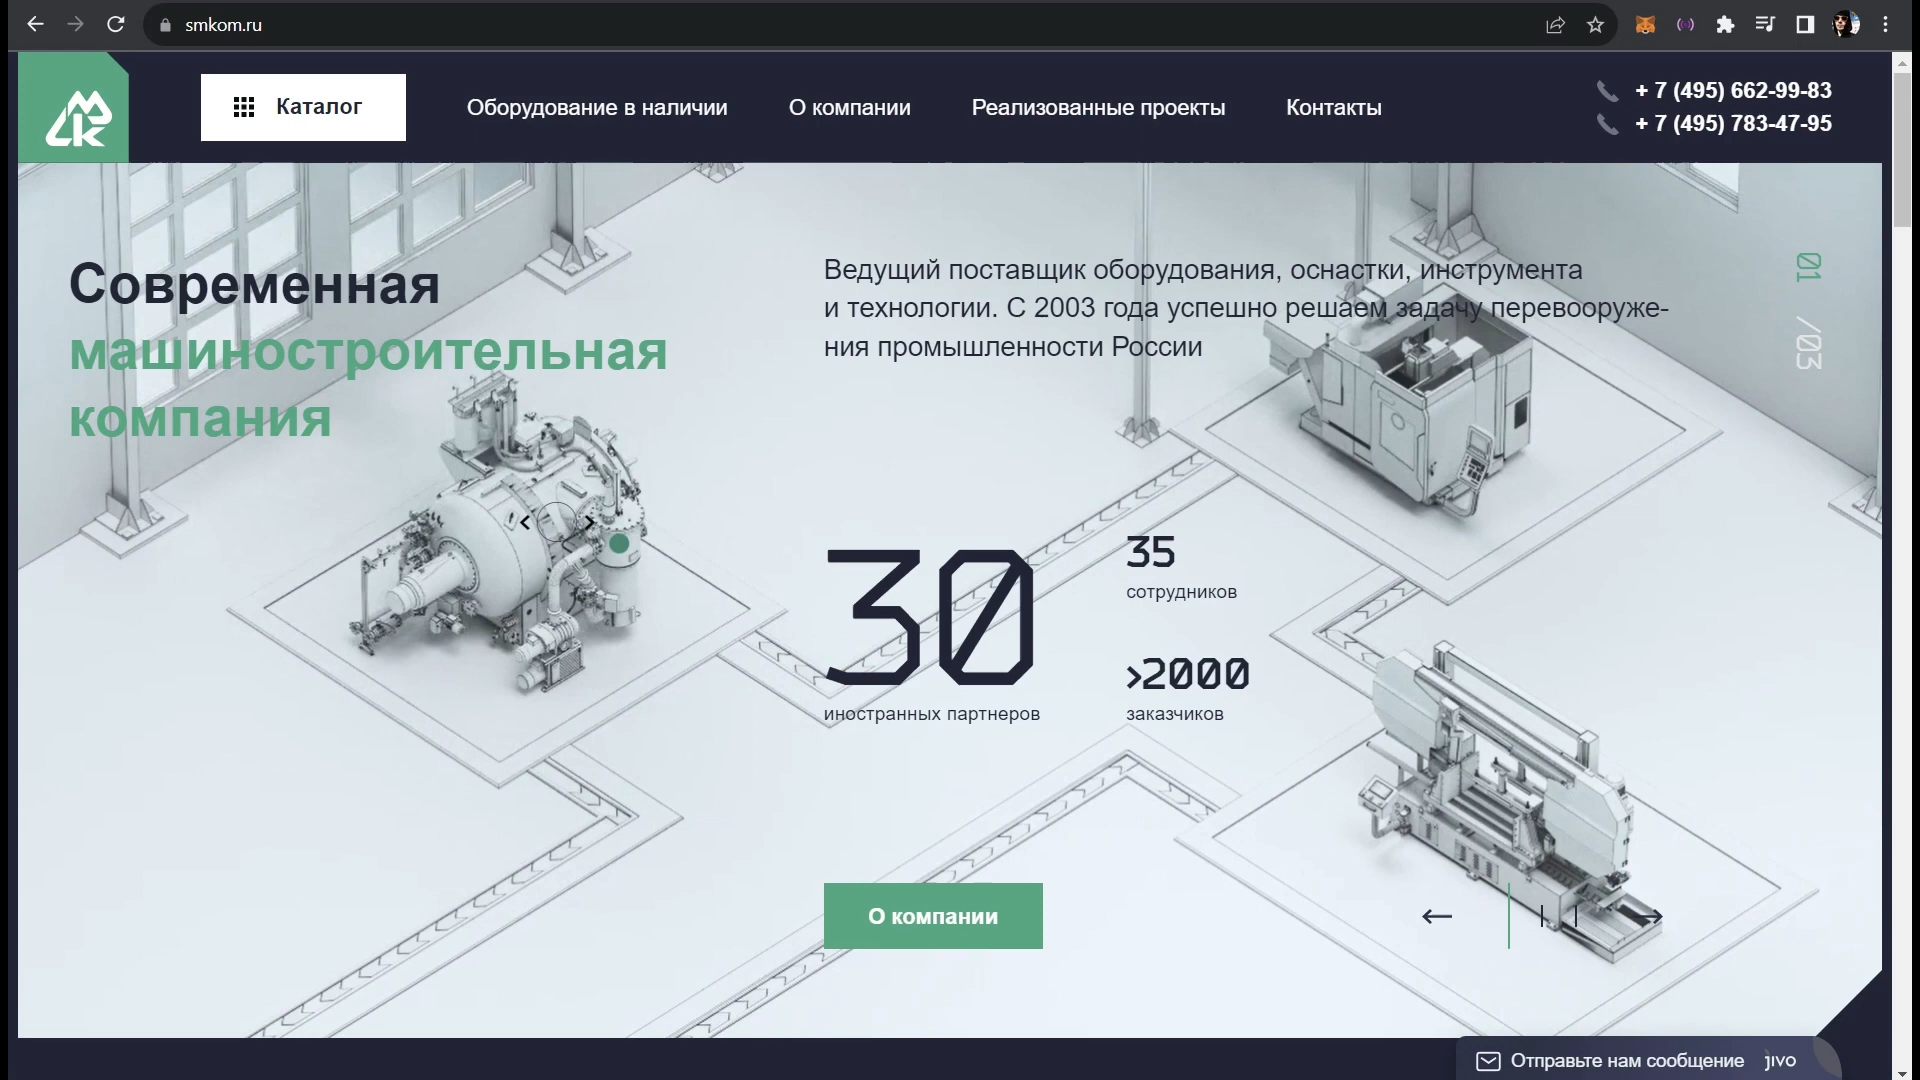 smkom.ru
Каталог
Оборудование в наличии
О компании
Реализованные проекты
Контакты
+ 7 (495) 662-99-83
+ 7 (495) 783-47-95
Современная
машиностроительная
компания
Ведущий поставщик оборудования, оснастки, инструмента
и технологии. С 2003 года успешно решаем задачу перевооруже-
ния промышленности России
01
/03
30
иностранных партнеров
35
сотрудников
>2000
заказчиков
О компании
Отправьте нам сообщение
jivo